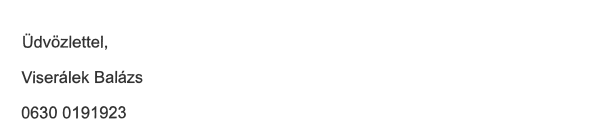 Üdvözlettel,
Viserálek Balázs
0630 0191923